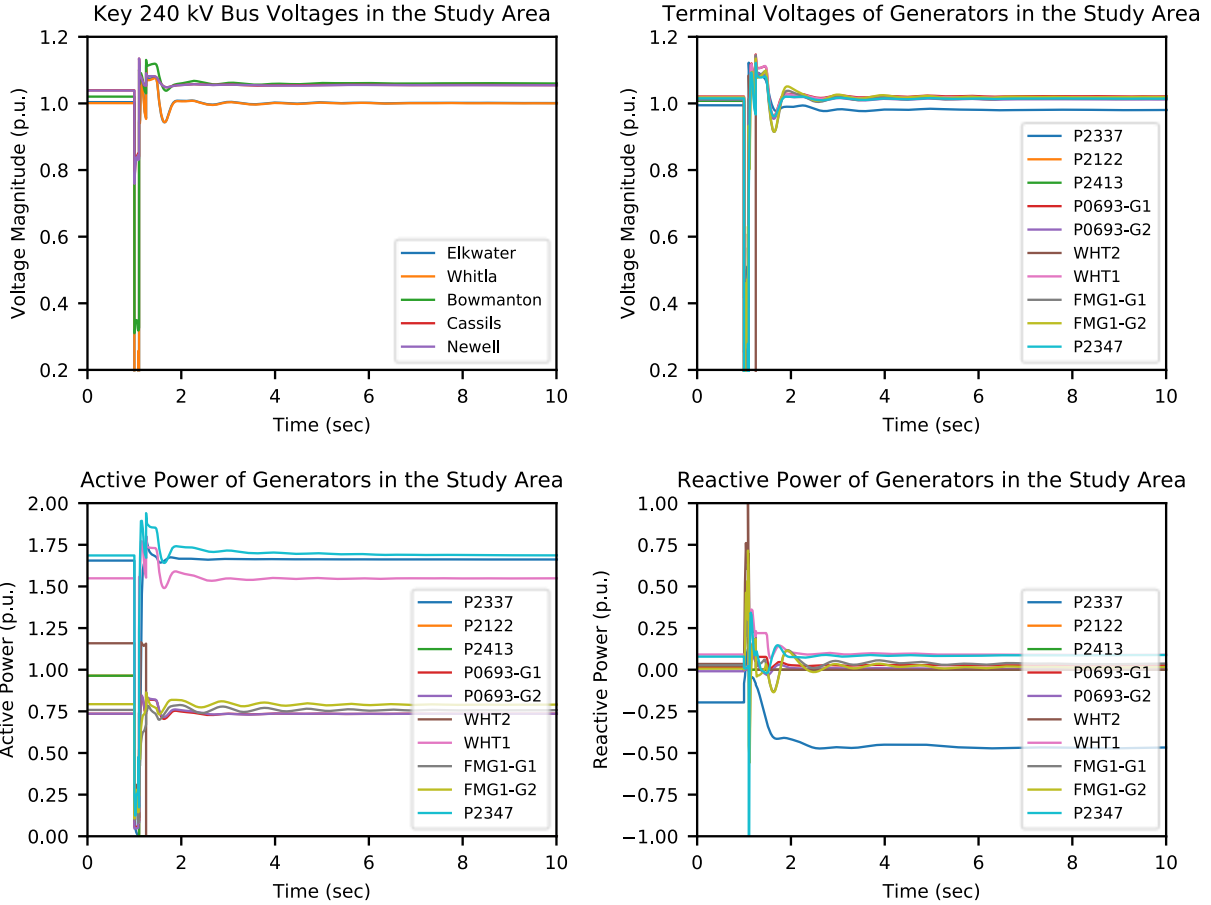 Key 240 kV Bus Voltages in the Study Area
1.2
1.0
0.8
0.6
0.4
0.2
Voltage Magnitude (p.u.)
Elkwater
Whitla
Bowmanton
Cassils
Newell
0 2 4 6 8 10
Time (sec)
Terminal Voltages of Generators in the Study Area
1.2
1.0
0.8
0.6
0.4
0.2
Voltage Magnitude (p.u.)
P2337
P2122
P2413
P0693-G1
P0693-G2
WHT2
WHT1
FMG1-G1
FMG1-G2
P2347
0 2 4 6 8 10
Time (sec)
Active Power of Generators in the Study Area
2.00
1.75
1.50
1.25
1.00
0.75
0.50
0.25
0.00
Active Power (p.u.)
P2337
P2122
P2413
P0693-G1
P0693-G2
WHT2
WHT1
FMG1-G1
FMG1-G2
P2347
0 2 4 6 8 10
Time (sec)
Reactive Power of Generators in the Study Area
1.00
0.75
0.50
0.25
0.00
−0.25
−0.50
−0.75
−1.00
Reactive Power (p.u.)
P2337
P2122
P2413
P0693-G1
P0693-G2
WHT2
WHT1
FMG1-G1
FMG1-G2
P2347
0 2 4 6 8 10
Time (sec)